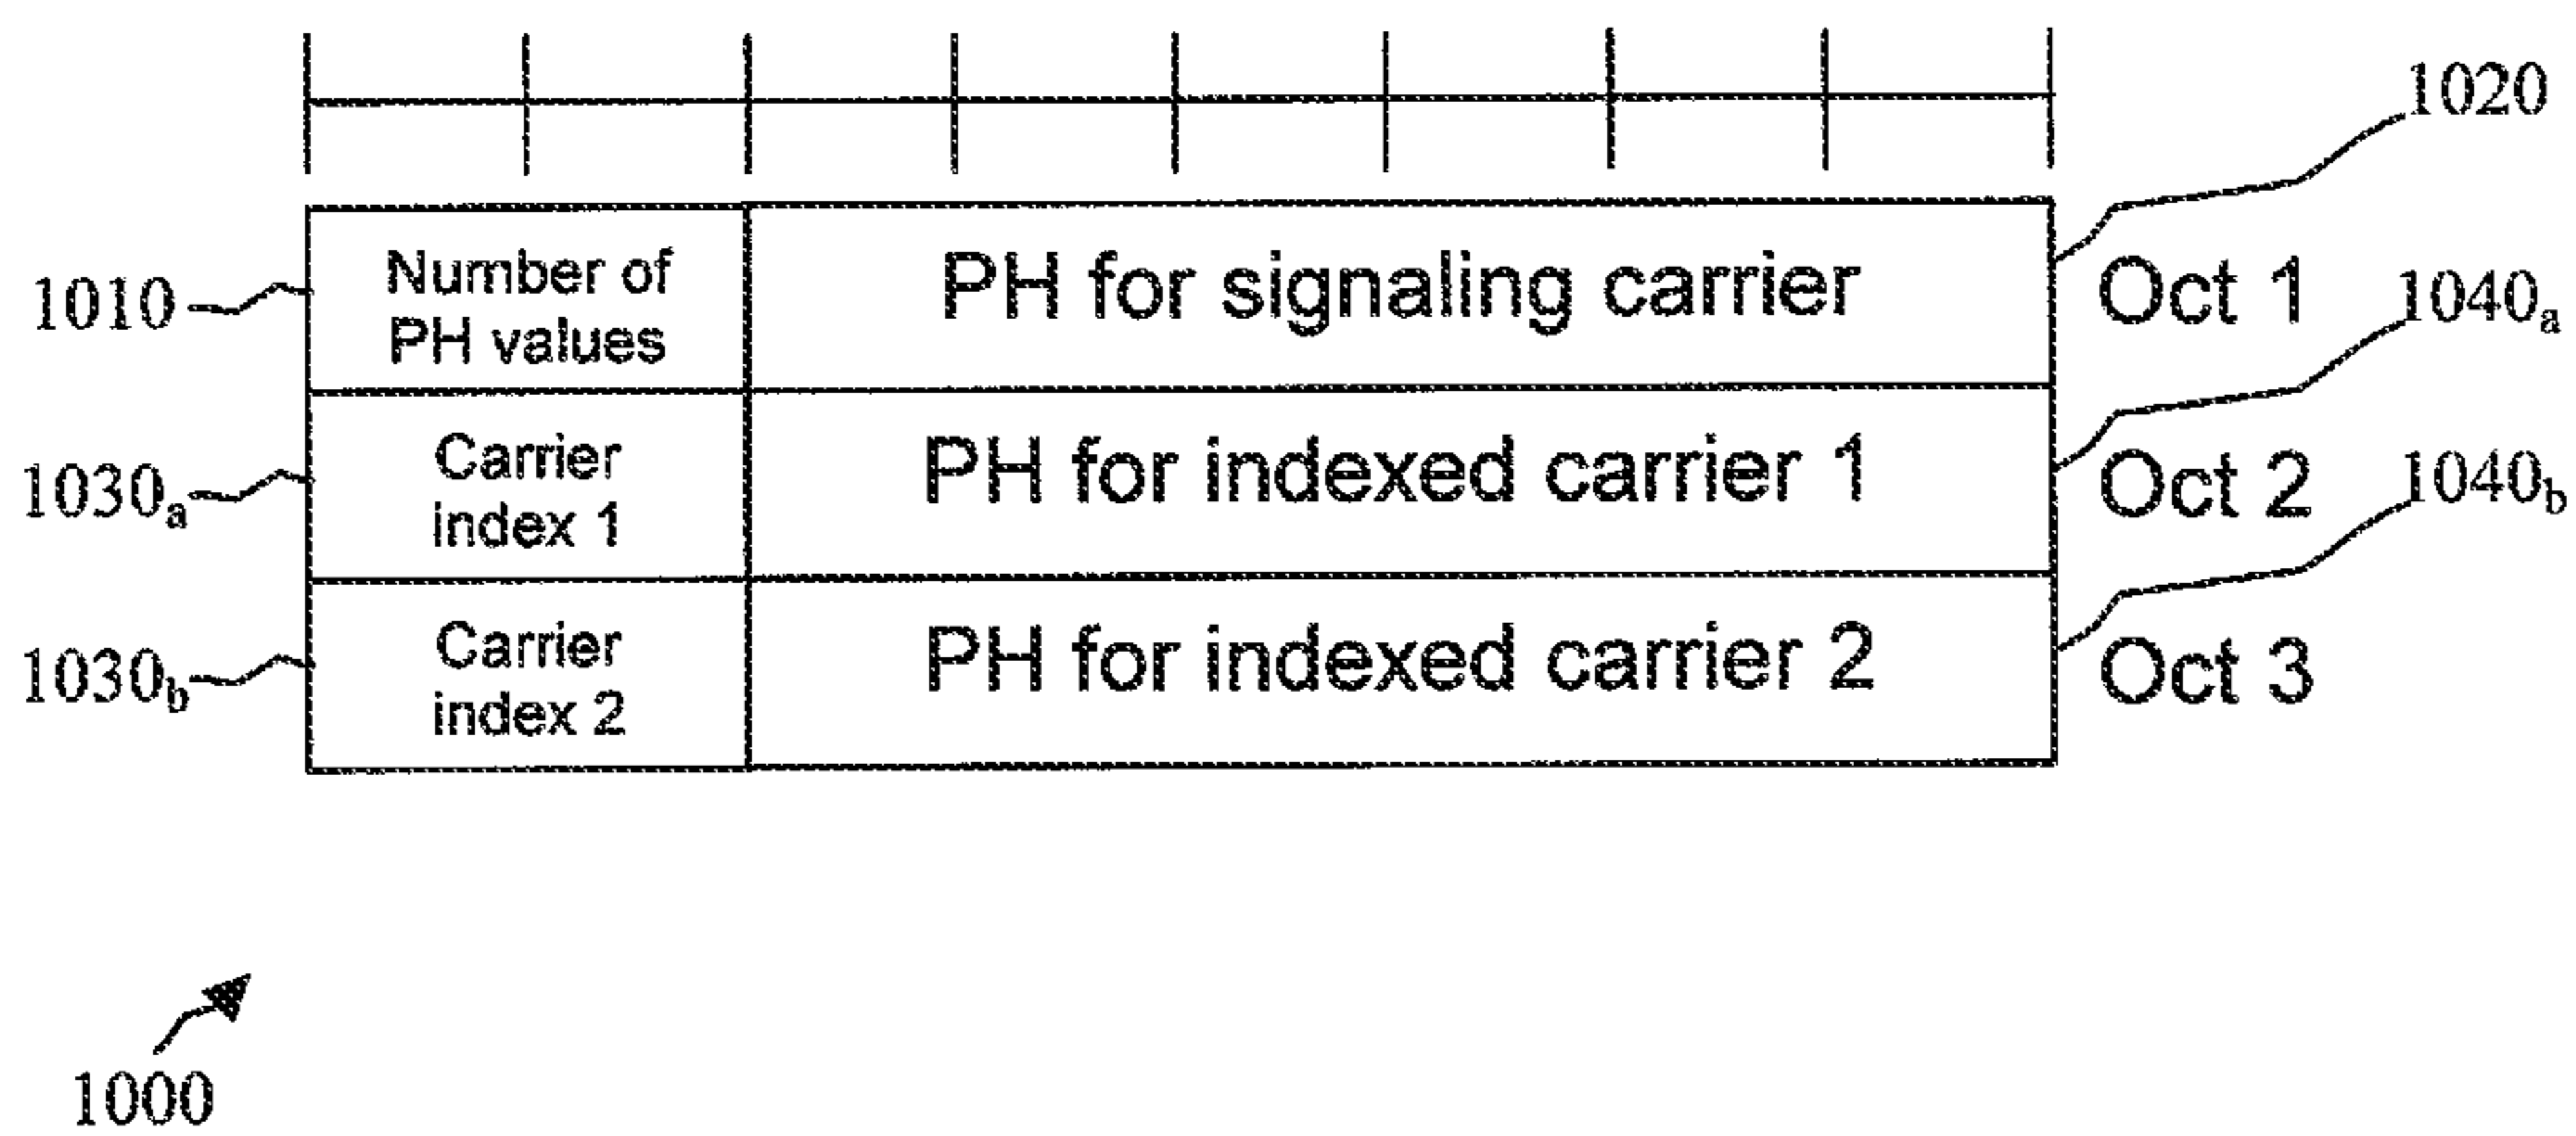 1020
1010
Number of
PH values
PH for signaling carrier
Oct 1
1040a
1030a
Carrier
index 1
PH for indexed carrier 1
Oct 2
1040b
1030b
Carrier
index 2
PH for indexed carrier 2
Oct 3
1000